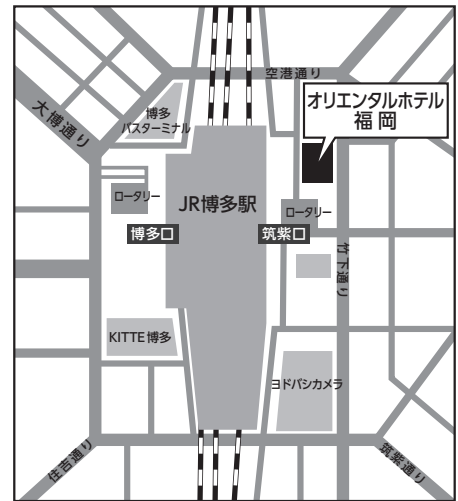 空港通り
大博通り
博多
バスターミナル
オリエンタルホテル
福岡
ロータリー
JR博多駅
ロータリー
博多口
筑紫口
竹下通り
KITTE博多
ヨドバシカメラ
住吉通り
筑紫通り